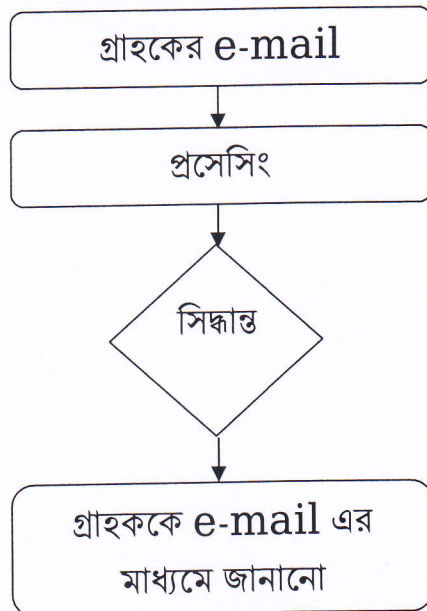 গ্রাহকের e-mail
প্রসেসিং
সিদ্ধান্ত
গ্রাহককে e-mail এর
মাধ্যমে জানানো